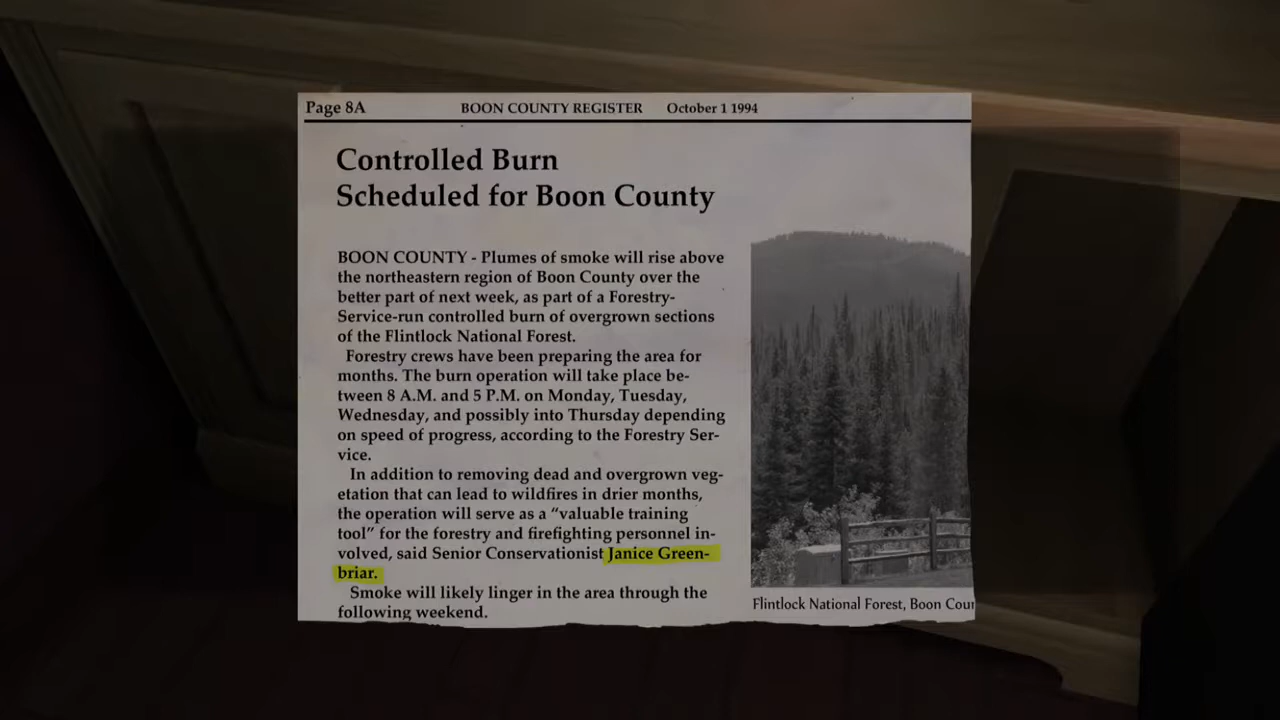 Page 8A BOON COUNTY REGISTER October 1 1994
Controlled Burn
Scheduled for Boon County
BOON COUNTY - Plumes of smoke will rise above
the northeastern region of Boon County over the
better part of next week, as part of a Forestry-
Service-run controlled burn of overgrown sections
of the Flintlock National Forest.
Forestry crews have been preparing the area for
months. The burn operation will take place be-
tween 8 A.M. and 5 P.M. on Monday, Tuesday,
Wednesday, and possibly into Thursday depending
on speed of progress, according to the Forestry Ser-
vice.
In addition to removing dead and overgrown veg-
etation that can lead to wildfires in drier months,
the operation will serve as a “valuable training
tool” for the forestry and firefighting personnel in-
volved, said Senior Conservationist Janice Green-
briar.
Smoke will likely linger in the area through the
following weekend.
Flintlock National Forest, Boon Coun